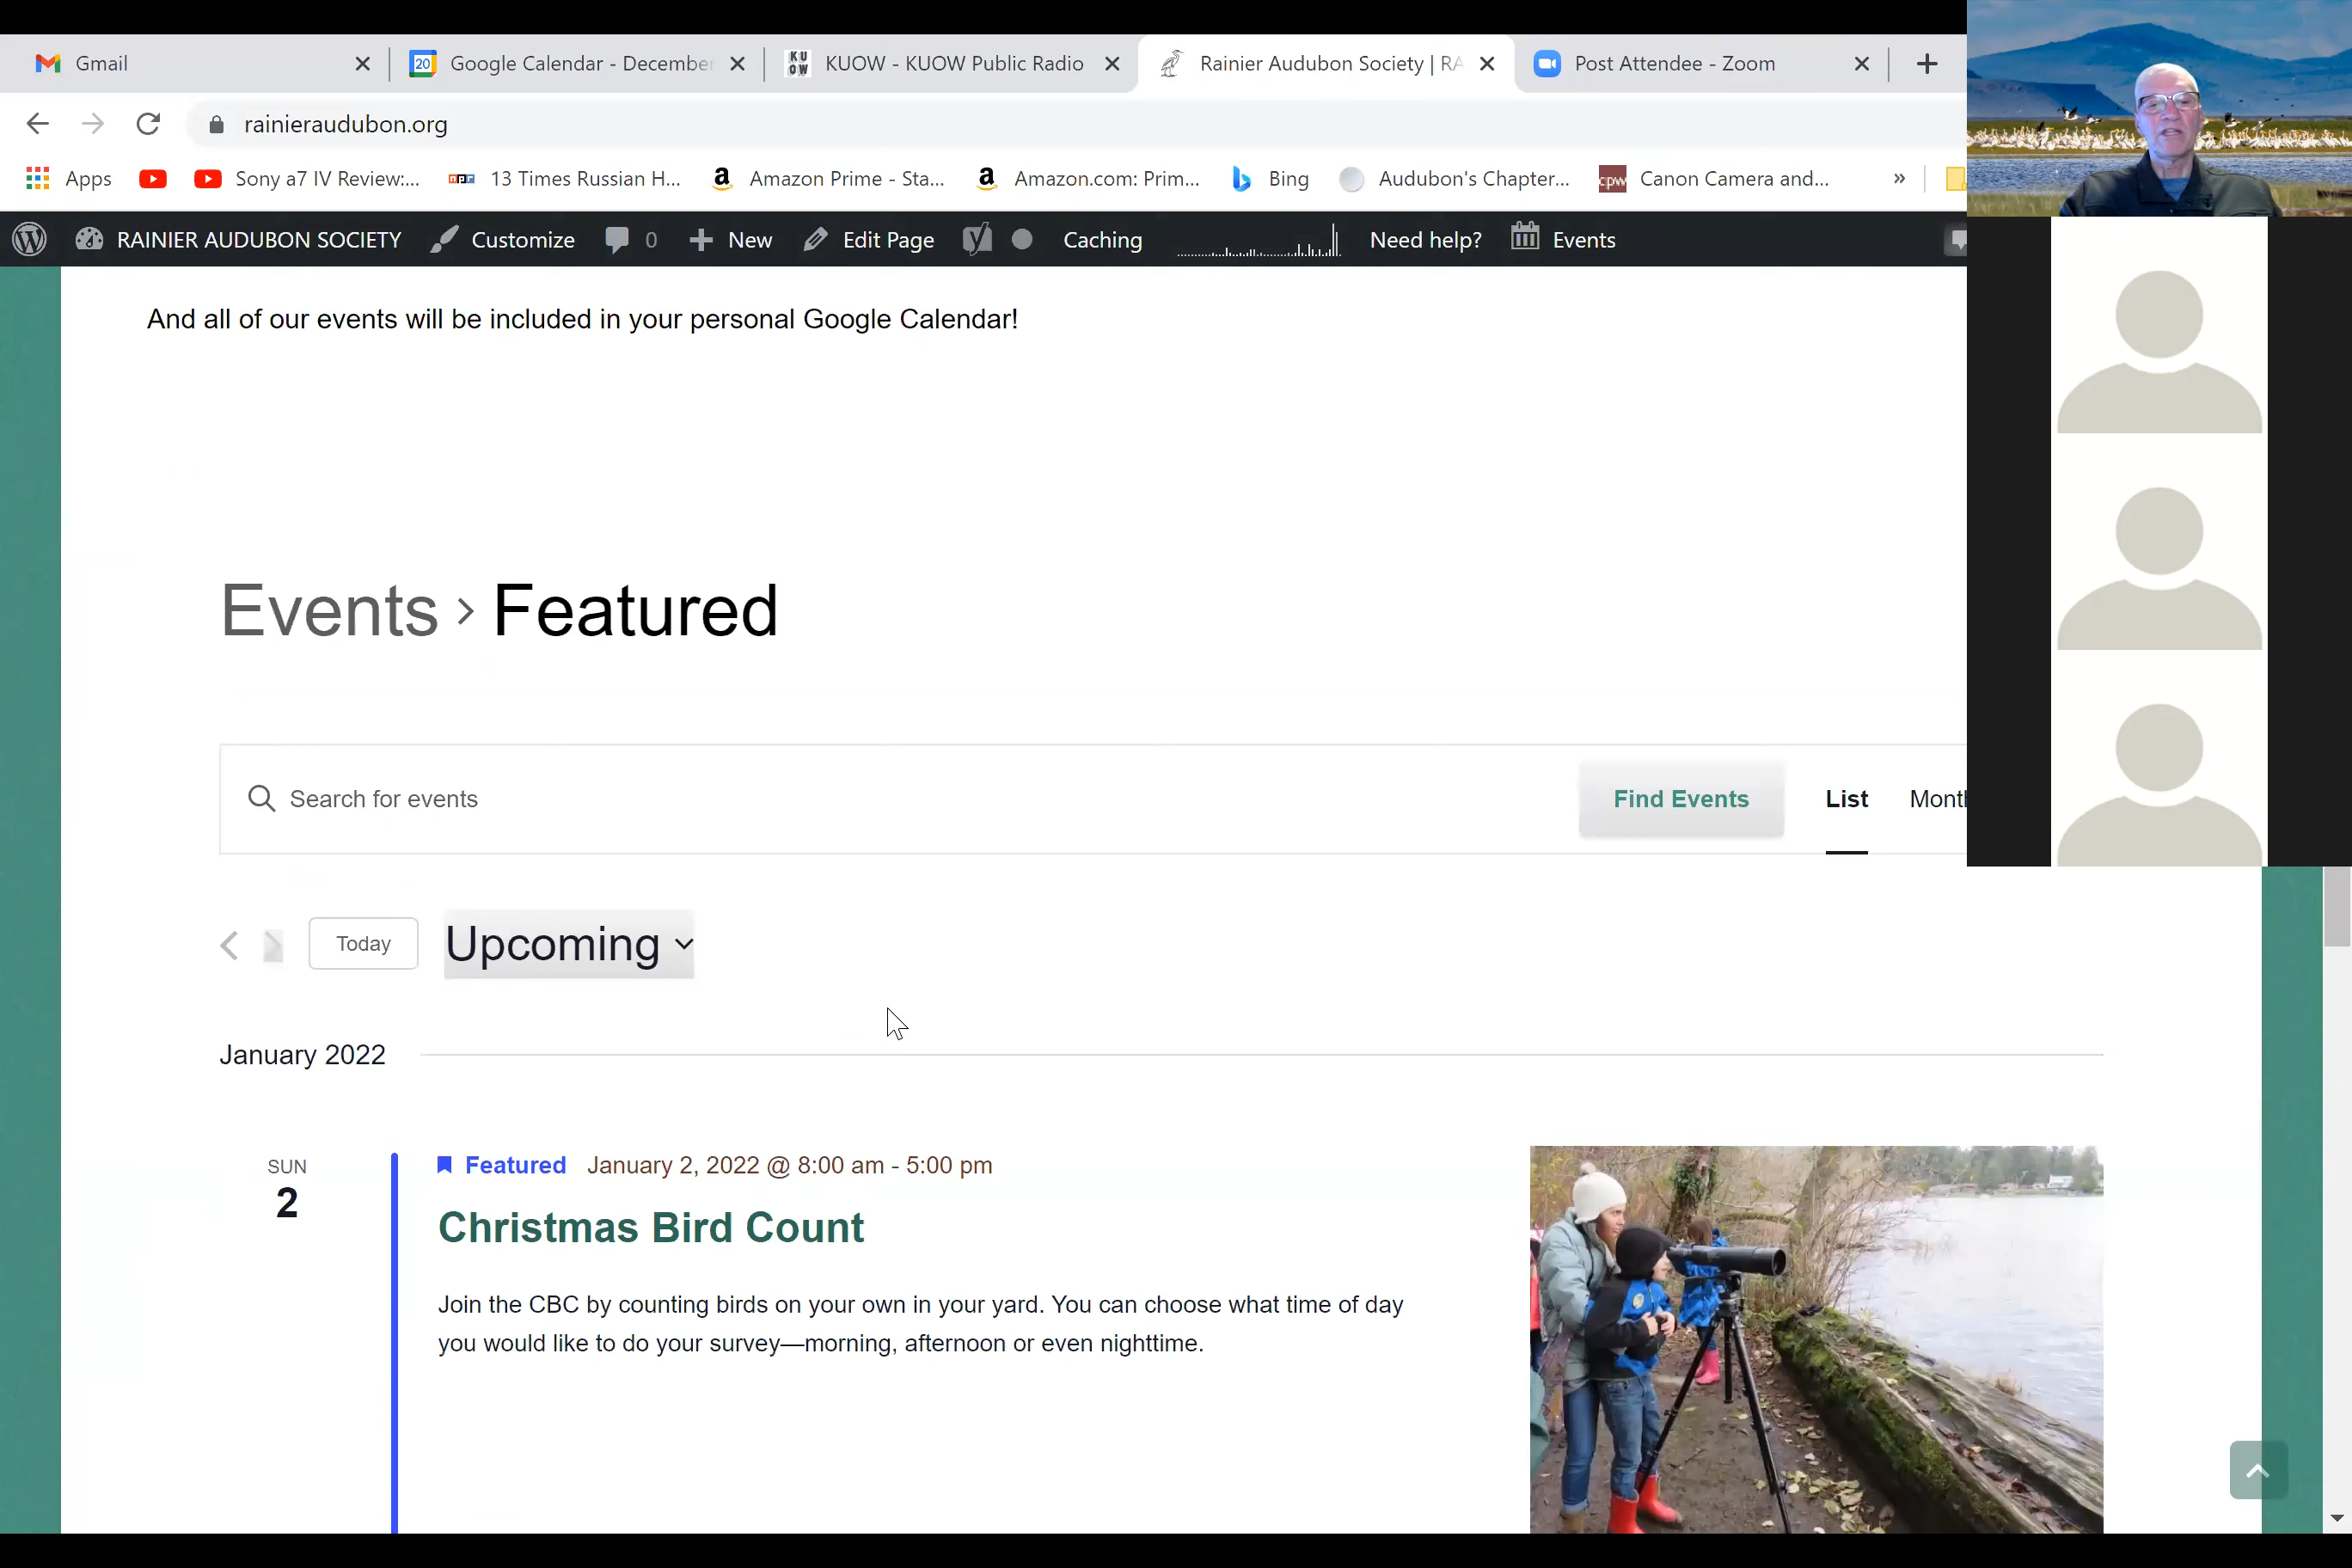 Gmail
Google Calendar - December
KUOW - KUOW Public Radio
Rainier Audubon Society | RA
Post Attendee - Zoom
20
KU
OW
rainieraudubon.org
Apps
Sony a7 IV Review:...
npr
13 Times Russian H...
Amazon Prime - Sta...
Amazon.com: Prim...
Bing
Audubon's Chapter...
cpw
Canon Camera and...
»
RAINIER AUDUBON SOCIETY
Customize
0
New
Edit Page
Caching
Need help?
Events
And all of our events will be included in your personal Google Calendar!
Events › Featured
Search for events
Find Events
List
Month
Today
Upcoming
January 2022
SUN
2
Featured January 2, 2022 @ 8:00 am - 5:00 pm
Christmas Bird Count
Join the CBC by counting birds on your own in your yard. You can choose what time of day
you would like to do your survey—morning, afternoon or even nighttime.